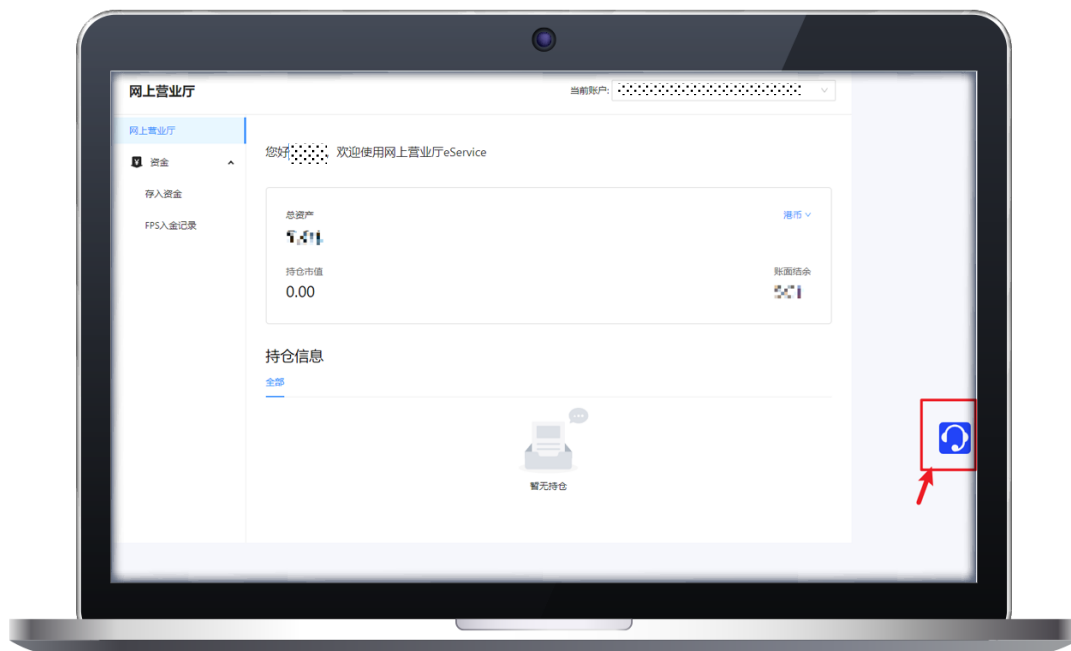 网上营业厅
当前账户:
网上营业厅
资金
存入资金
FPS入金记录
您好
欢迎使用网上营业厅eService
总资产
港币
持仓市值
账面结余
0.00
持仓信息
全部
暂无持仓